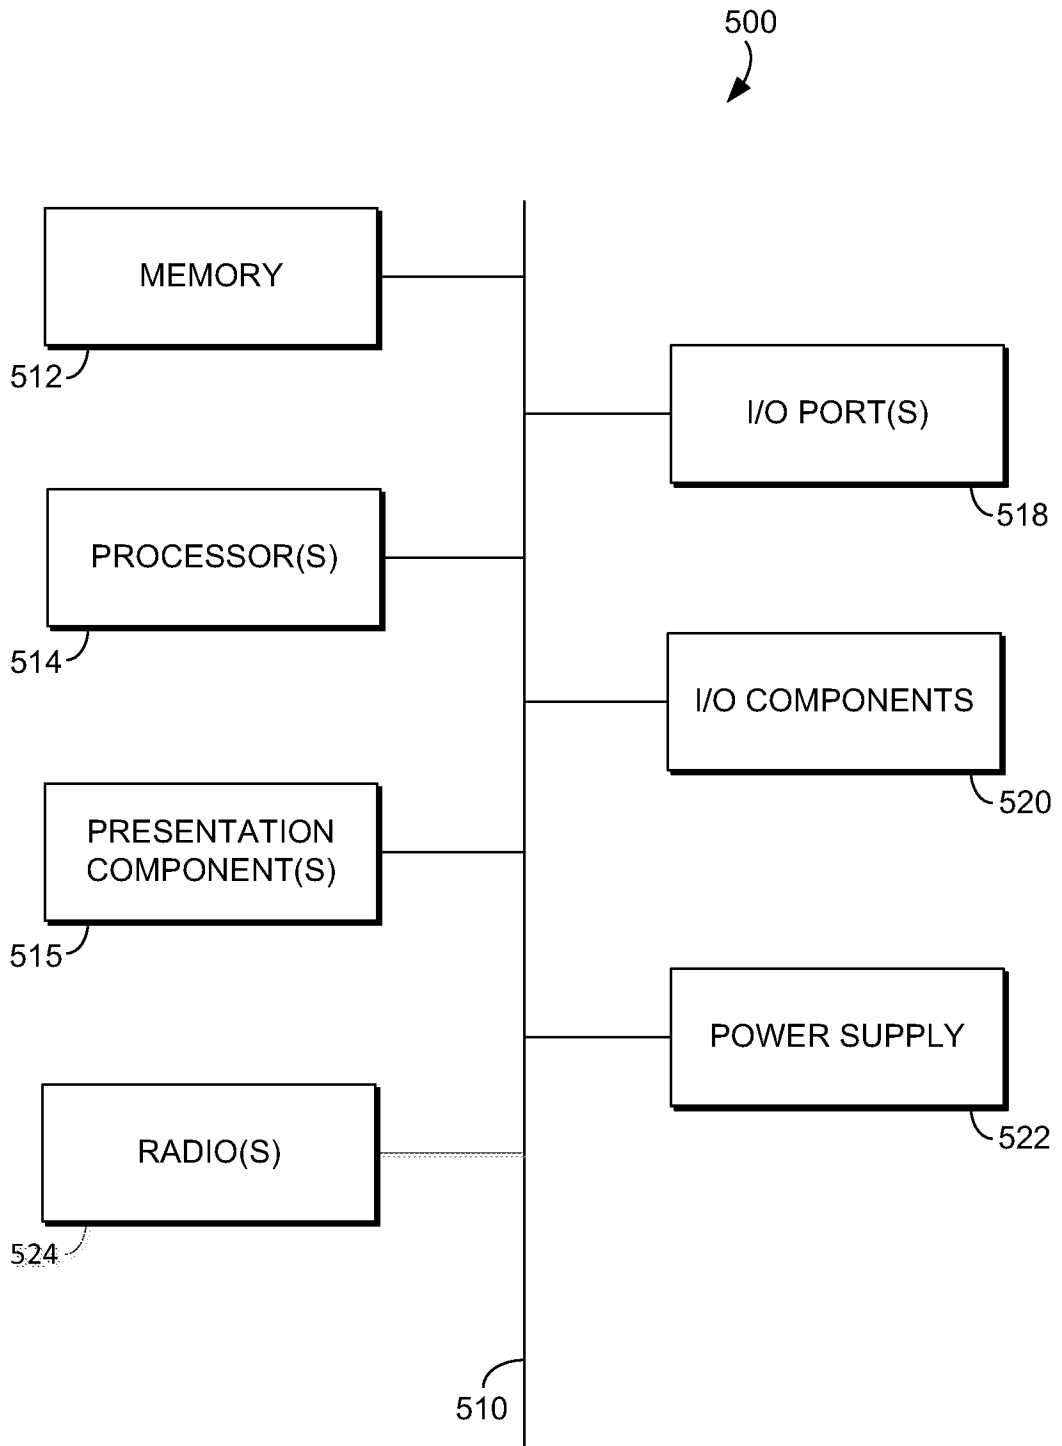 500
MEMORY
512
I/O PORT(S)
518
PROCESSOR(S)
514
I/O COMPONENTS
520
PRESENTATION
COMPONENT(S)
515
POWER SUPPLY
522
RADIO(S)
524
510